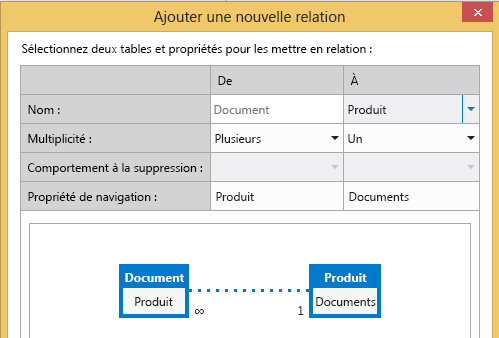 Ajouter une nouvelle relation
Sélectionnez deux tables et propriétés pour les mettre en relation :
De À
Nom : Document Produit
Multiplicité : Plusieurs Un
Comportement à la suppression :
Propriété de navigation : Produit Documents
Document Produit
Produit Documents
∞ 1